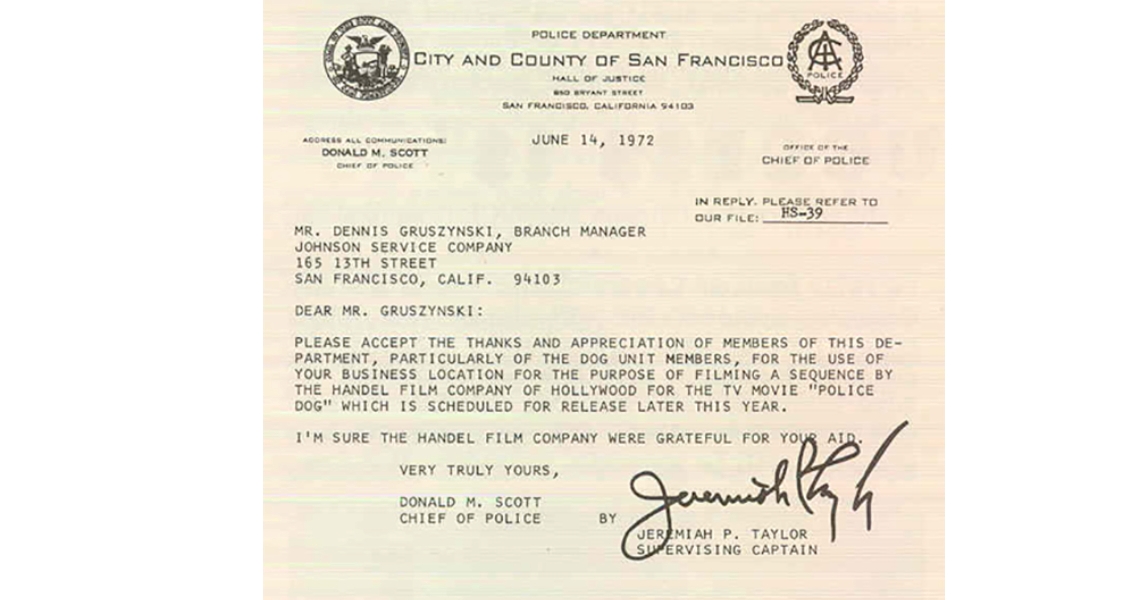 POLICE DEPARTMENT
CITY AND COUNTY OF SAN FRANCISCO
HALL OF JUSTICE
850 BRYANT STREET
SAN FRANCISCO, CALIFORNIA 94103
POLICE
ADDRESS ALL COMMUNICATIONS:
DONALD M. SCOTT
CHIEF OF POLICE
JUNE 14, 1972
OFFICE OF THE
CHIEF OF POLICE
IN REPLY, PLEASE REFER TO
OUR FILE: HS-39
MR. DENNIS GRUSZYNSKI, BRANCH MANAGER
JOHNSON SERVICE COMPANY
165 13TH STREET
SAN FRANCISCO, CALIF. 94103
DEAR MR. GRUSZYNSKI:
PLEASE ACCEPT THE THANKS AND APPRECIATION OF MEMBERS OF THIS DE-
PARTMENT, PARTICULARLY OF THE DOG UNIT MEMBERS, FOR THE USE OF
YOUR BUSINESS LOCATION FOR THE PURPOSE OF FILMING A SEQUENCE BY
THE HANDEL FILM COMPANY OF HOLLYWOOD FOR THE TV MOVIE "POLICE
DOG" WHICH IS SCHEDULED FOR RELEASE LATER THIS YEAR.
I'M SURE THE HANDEL FILM COMPANY WERE GRATEFUL FOR YOUR AID.
VERY TRULY YOURS,
DONALD M. SCOTT
CHIEF OF POLICE BY
Jeremiah P Taylor
JEREMIAH P. TAYLOR
SUPERVISING CAPTAIN